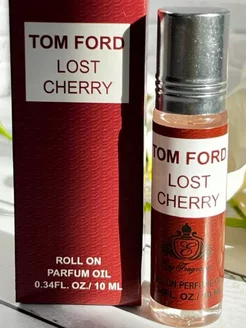 TOM FORD
LOST
CHERRY
ROLL ON
PARFUM OIL
0.34FL. OZ./ 10 ML
TOM FORD
LOST
CHERRY